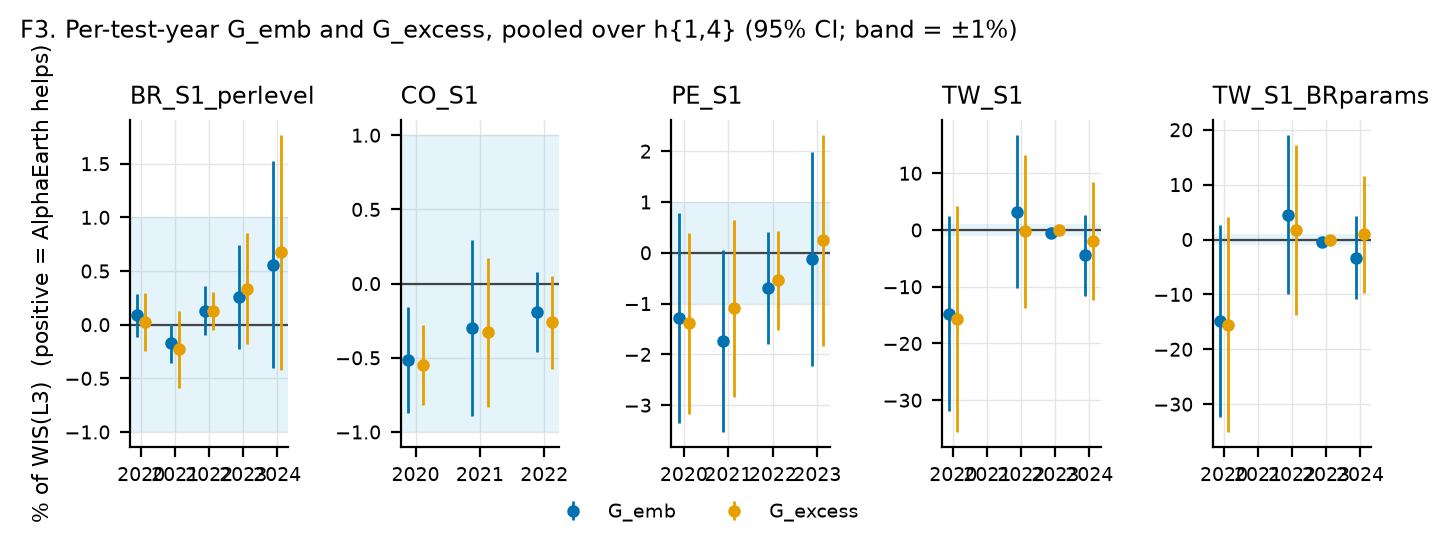 F3. Per-test-year G_emb and G_excess, pooled over h{1,4} (95% CI; band = ±1%)
% of WIS(L3) (positive = AlphaEarth helps)
BR_S1_perlevel
1.5
1.0
0.5
0.0
−0.5
−1.0
2020 2021 2022 2023 2024
CO_S1
1.0
0.5
0.0
−0.5
−1.0
2020 2021 2022
PE_S1
2
1
0
−1
−2
−3
2020 2021 2022 2023
TW_S1
10
0
−10
−20
−30
2020 2021 2022 2023 2024
TW_S1_BRparams
20
10
0
−10
−20
−30
2020 2021 2022 2023 2024
G_emb G_excess